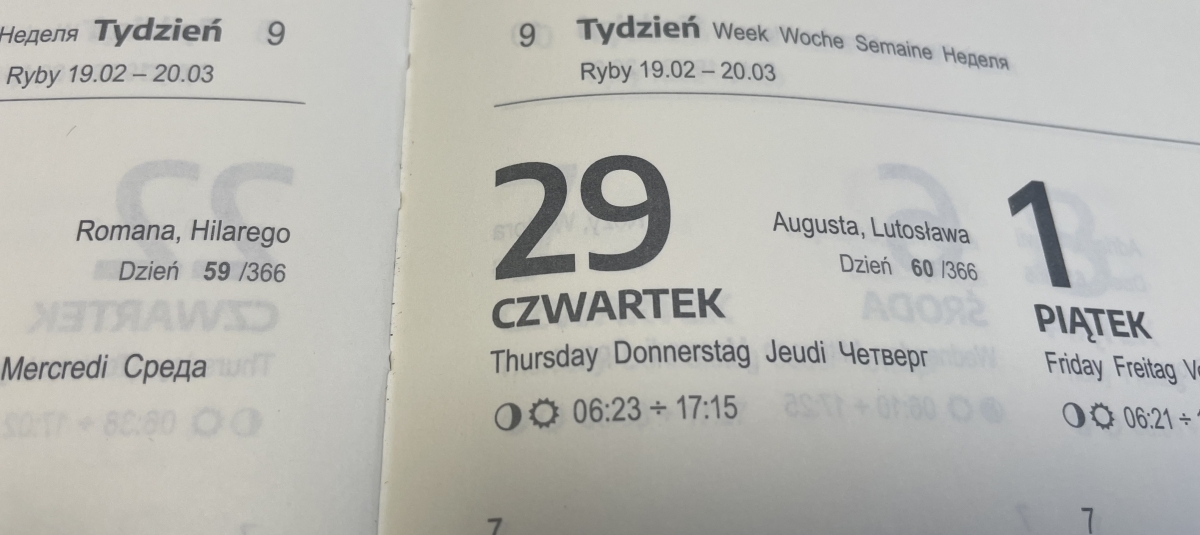 Неделя Tydzień 9
Ryby 19.02 – 20.03
Romana, Hilarego
Dzień 59 /366
Mercredi Среда
9 Tydzień Week Woche Semaine Неделя
Ryby 19.02 – 20.03
29
Augusta, Lutosława
Dzień 60 /366
CZWARTEK
Thursday Donnerstag Jeudi Четверг
06:23 ÷ 17:15
7
1
PIĄTEK
Friday Freitag
06:21 ÷
7